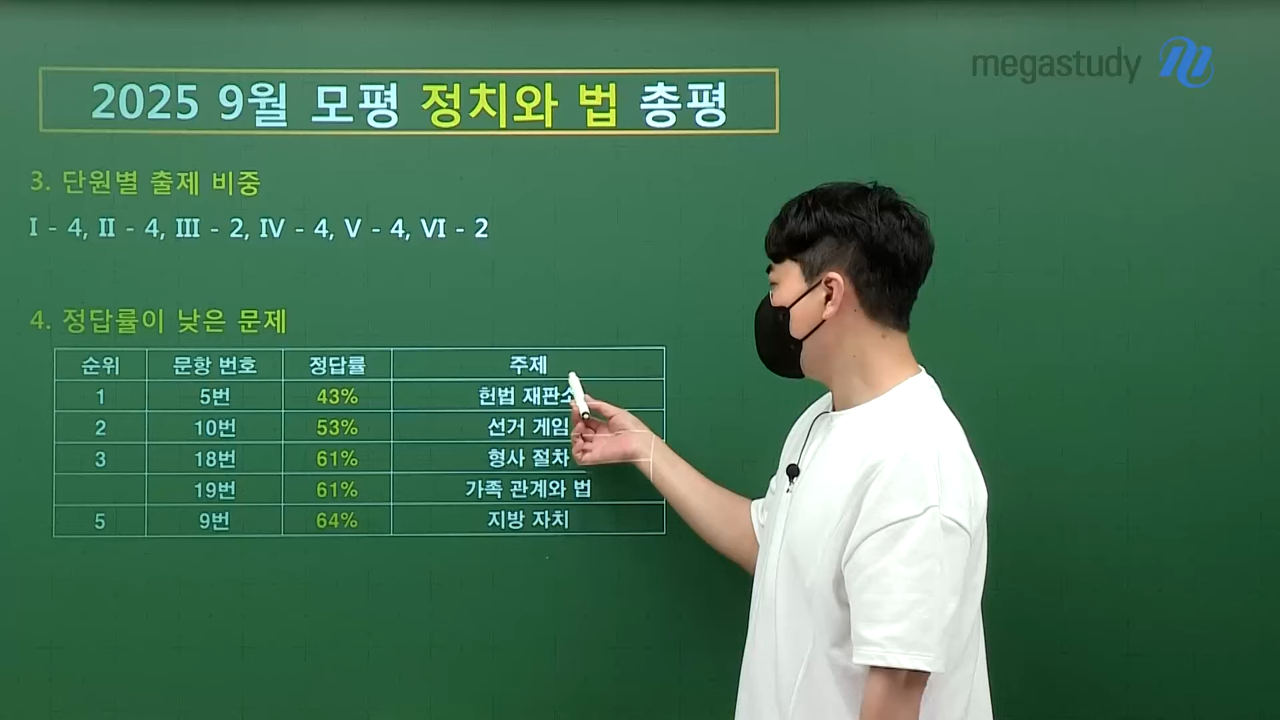 megastudy
2025 9월 모평 정치와 법 총평
3. 단원별 출제 비중
I - 4, II - 4, III - 2, IV - 4, V - 4, VI - 2
4. 정답률이 낮은 문제
순위 문항 번호 정답률 주제
1 5번 43% 헌법 재판소
2 10번 53% 선거 게임
3 18번 61% 형사 절차
19번 61% 가족 관계와 법
5 9번 64% 지방 자치